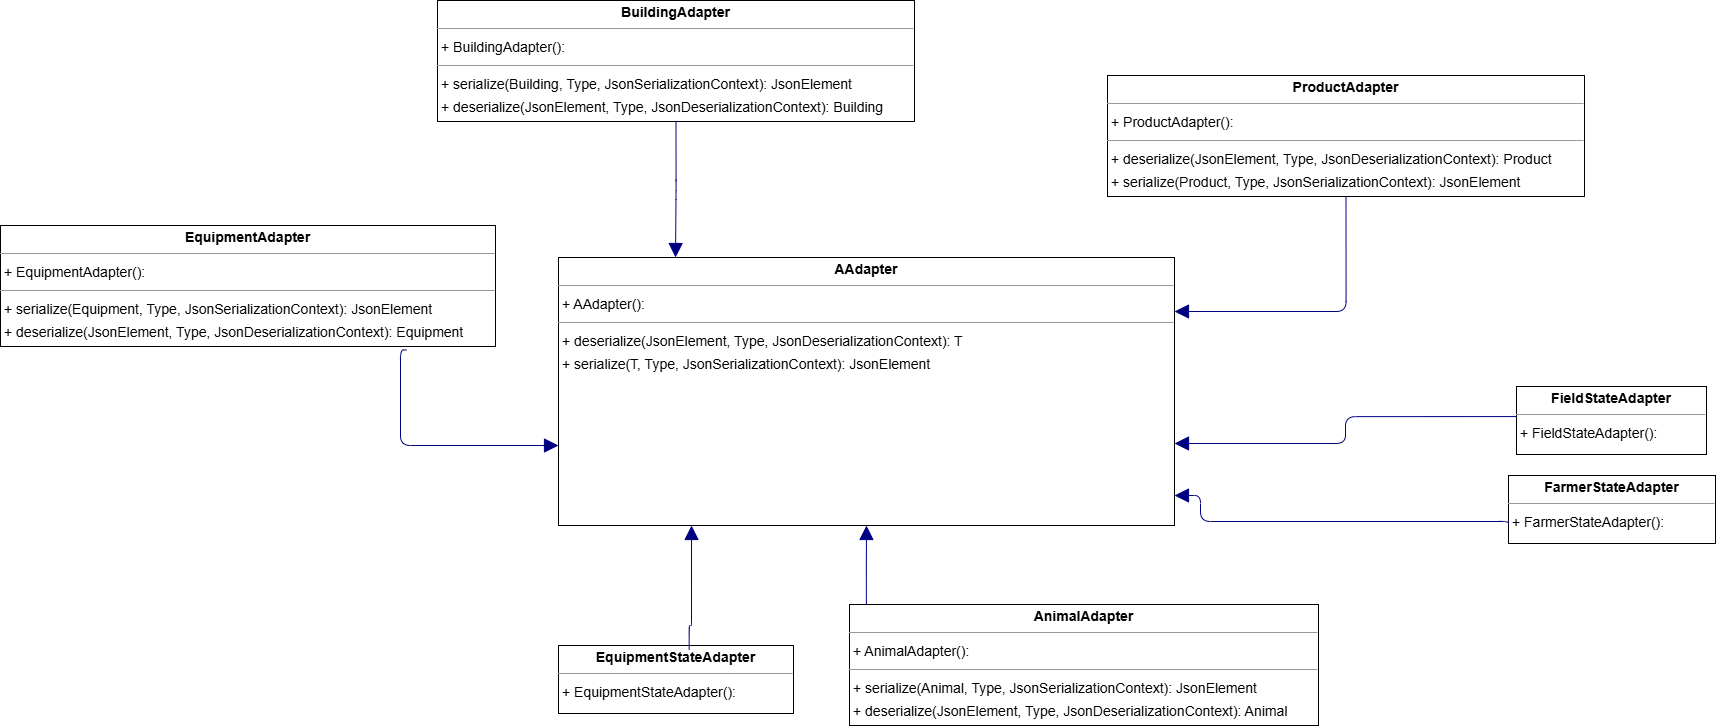 BuildingAdapter
+ BuildingAdapter():
+ serialize(Building, Type, JsonSerializationContext): JsonElement
+ deserialize(JsonElement, Type, JsonDeserializationContext): Building
ProductAdapter
+ ProductAdapter():
+ deserialize(JsonElement, Type, JsonDeserializationContext): Product
+ serialize(Product, Type, JsonSerializationContext): JsonElement
EquipmentAdapter
+ EquipmentAdapter():
+ serialize(Equipment, Type, JsonSerializationContext): JsonElement
+ deserialize(JsonElement, Type, JsonDeserializationContext): Equipment
AAdapter
+ AAdapter():
+ deserialize(JsonElement, Type, JsonDeserializationContext): T
+ serialize(T, Type, JsonSerializationContext): JsonElement
FieldStateAdapter
+ FieldStateAdapter():
FarmerStateAdapter
+ FarmerStateAdapter():
EquipmentStateAdapter
+ EquipmentStateAdapter():
AnimalAdapter
+ AnimalAdapter():
+ serialize(Animal, Type, JsonSerializationContext): JsonElement
+ deserialize(JsonElement, Type, JsonDeserializationContext): Animal